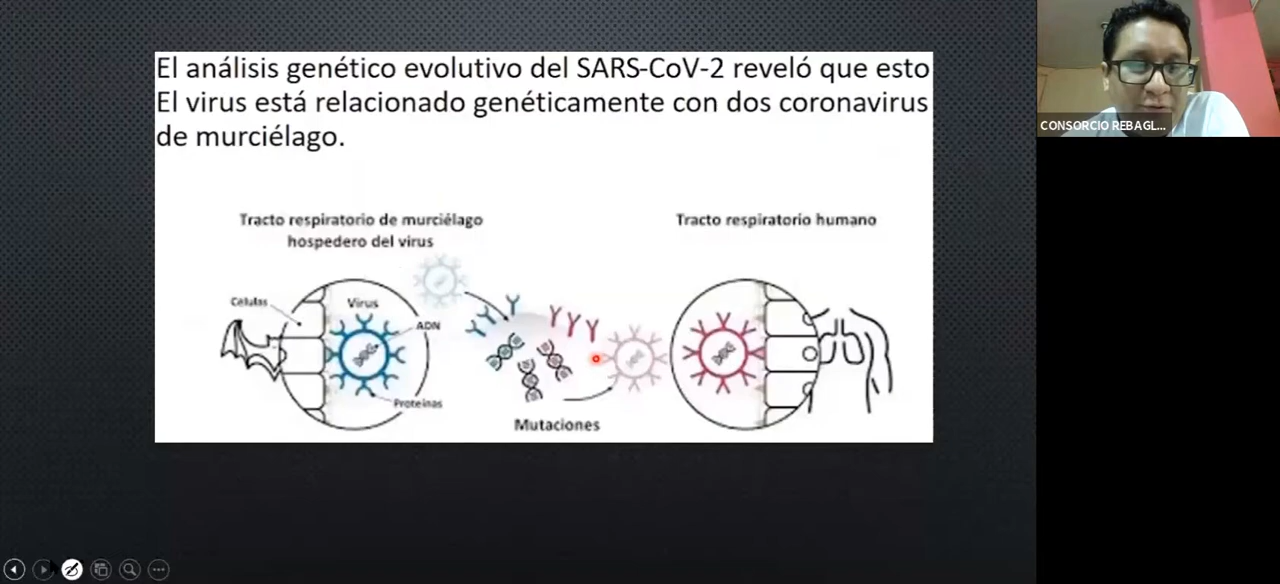 El análisis genético evolutivo del SARS-CoV-2 reveló que esto
El virus está relacionado genéticamente con dos coronavirus
de murciélago.
Tracto respiratorio de murciélago
hospedero del virus
Tracto respiratorio humano
Celulas
Virus
ADN
Proteínas
Mutaciones
CONSORCIO REBAGL...